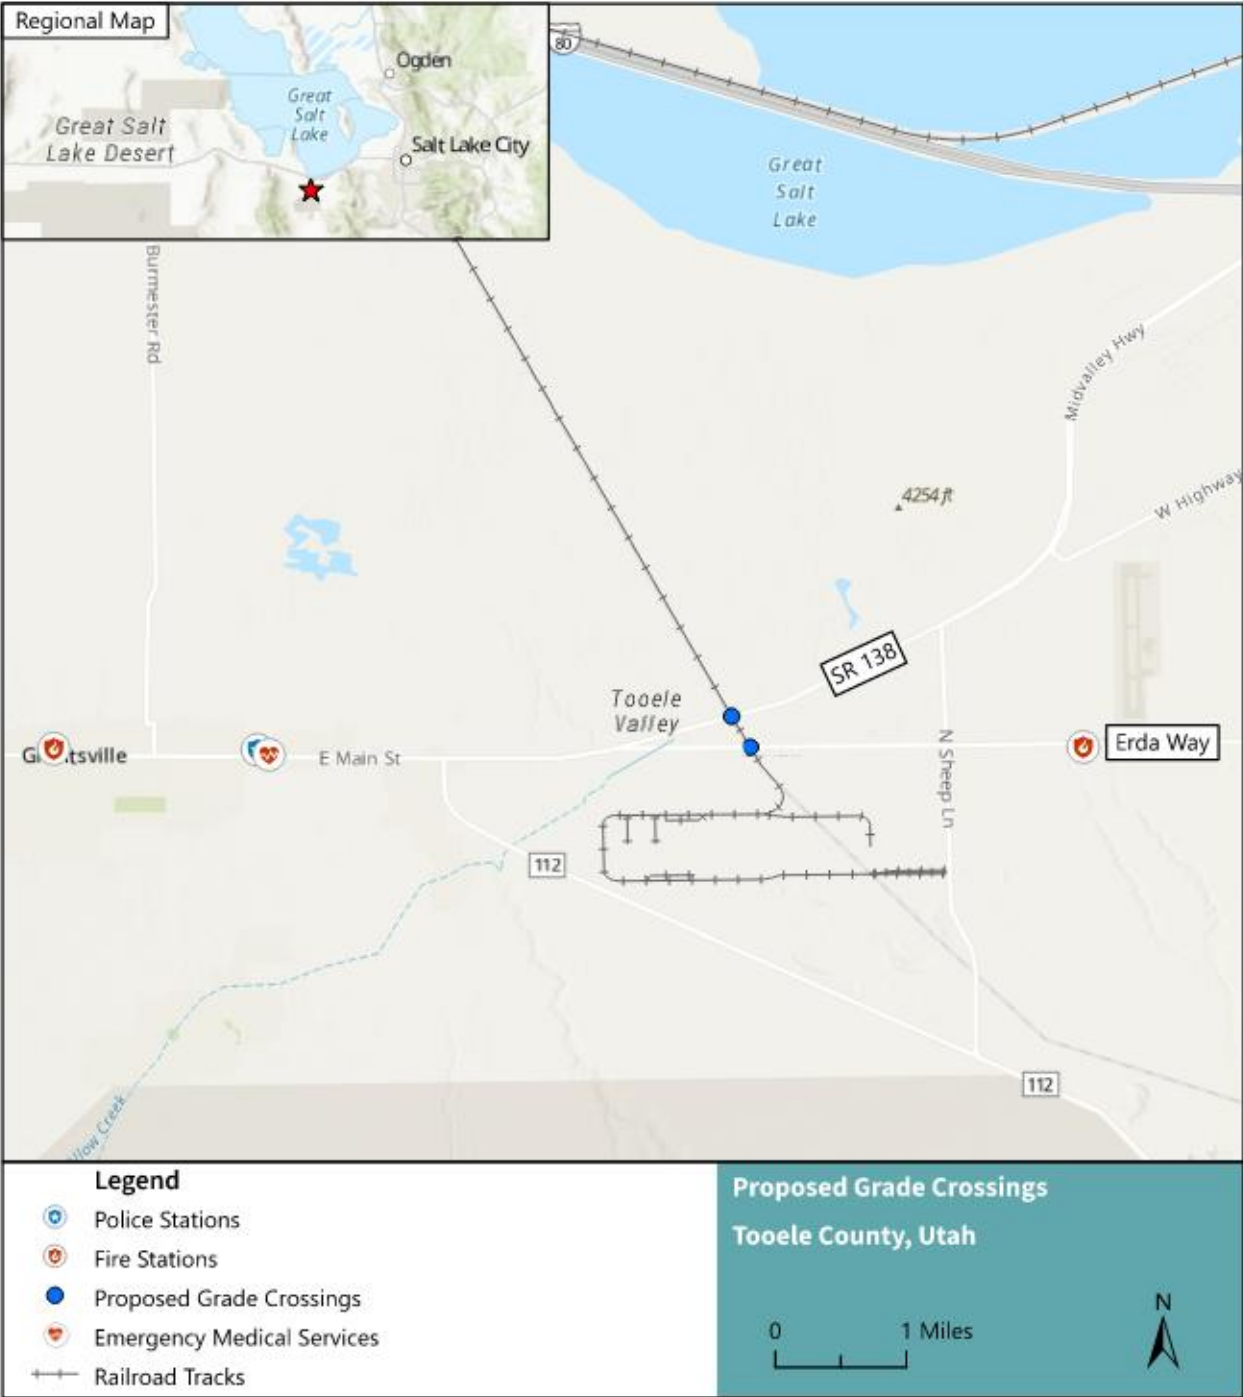 Regional Map
Ogden
Great
Salt
Lake
Great Salt
Lake Desert
Salt Lake City
80
Great
Salt
Lake
Burmester Rd
Midvalley Hwy
4254 ft
W Highway
SR 138
Tooele
Valley
E Main St
N Sheep Ln
Erda Way
112
112
Legend
Police Stations
Fire Stations
Proposed Grade Crossings
Emergency Medical Services
Railroad Tracks
Proposed Grade Crossings
Tooele County, Utah
0
1 Miles
N